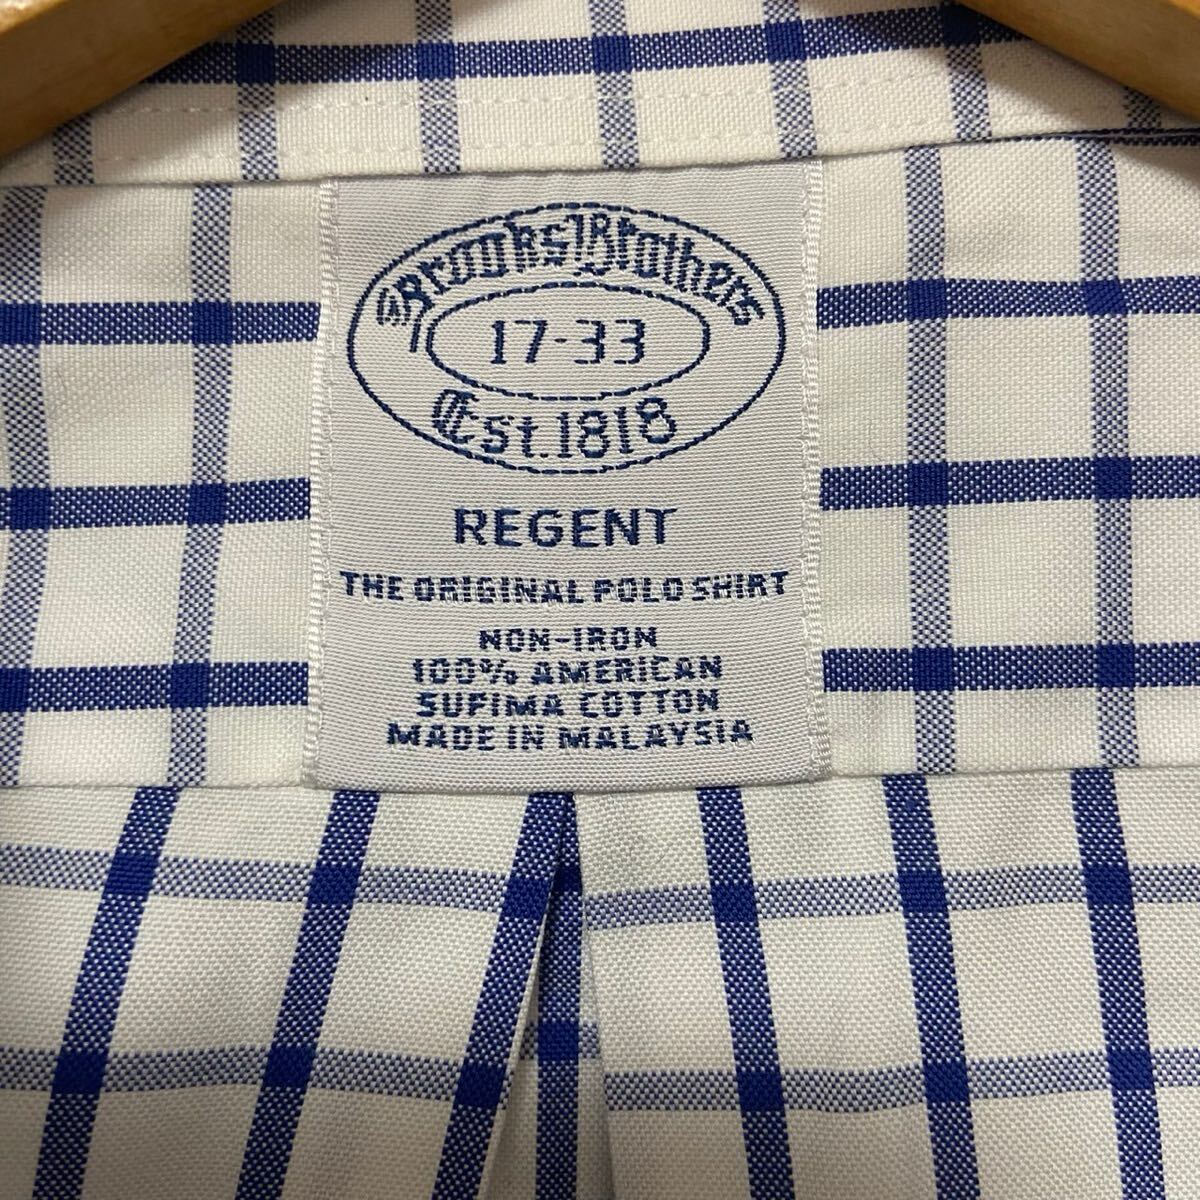 Brooks Brothers
17-33
Est. 1818
REGENT
THE ORIGINAL POLO SHIRT
NON-IRON
100% AMERICAN
SUPIMA COTTON
MADE IN MALAYSIA